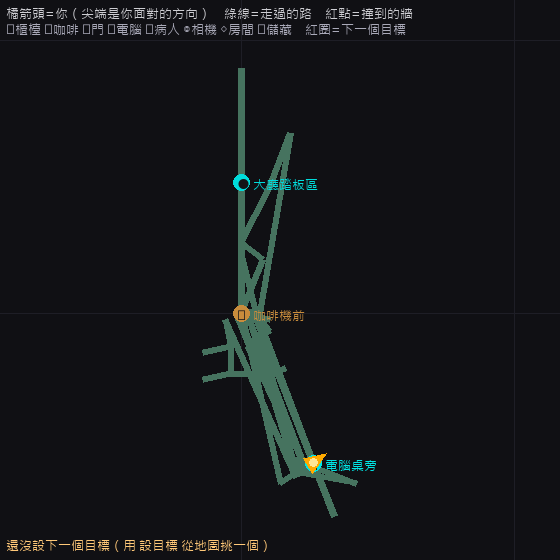 橘箭頭=你（尖端是你面對的方向） 綠線=走過的路 紅點=撞到的牆
櫃檯 咖啡 門 電腦 病人 相機 ◇房間 儲藏 紅圈=下一個目標
大廳踏板區
咖啡機前
電腦桌旁
還沒設下一個目標（用 設目標 從地圖挑一個）